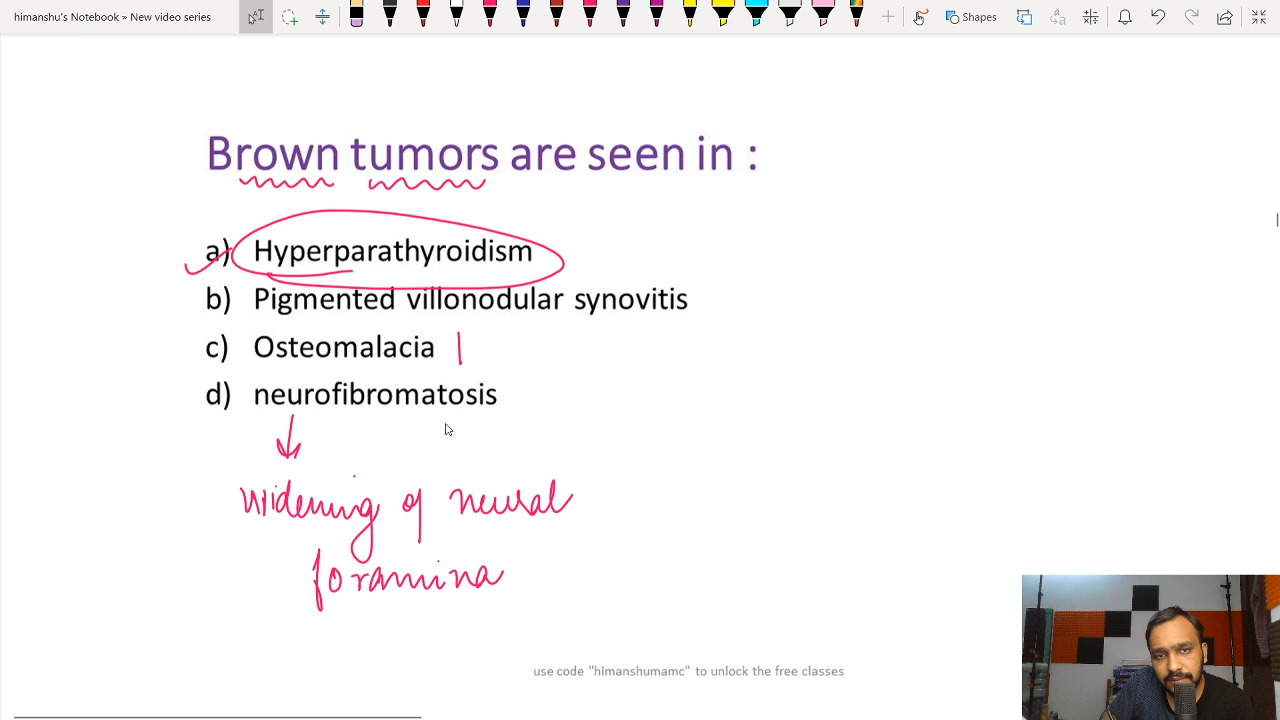 himanshu's Notebook » New video series
Shapes
Brown tumors are seen in :
a) Hyperparathyroidism
b) Pigmented villonodular synovitis
c) Osteomalacia
d) neurofibromatosis
widening of neural
foramina
use code "himanshumamc" to unlock the free classes